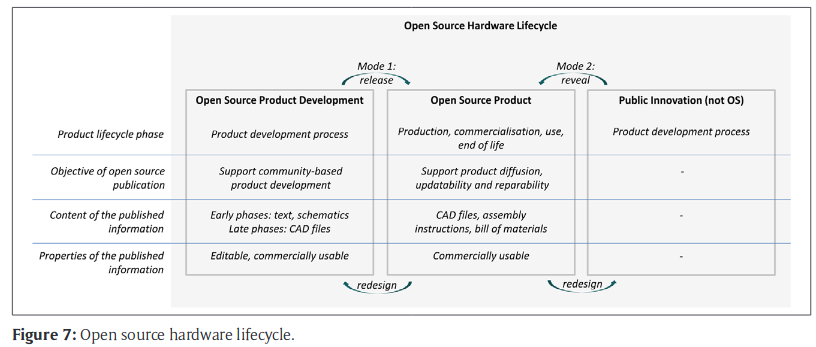 Open Source Hardware Lifecycle
Mode 1:
release
Mode 2:
reveal
Open Source Product Development
Open Source Product
Public Innovation (not OS)
Product lifecycle phase
Product development process
Production, commercialisation, use,
end of life
Product development process
Objective of open source
publication
Support community-based
product development
Support product diffusion,
updatability and reparability
-
Content of the published
information
Early phases: text, schematics
Late phases: CAD files
CAD files, assembly
instructions, bill of materials
-
Properties of the published
information
Editable, commercially usable
Commercially usable
-
redesign
redesign
Figure 7: Open source hardware lifecycle.